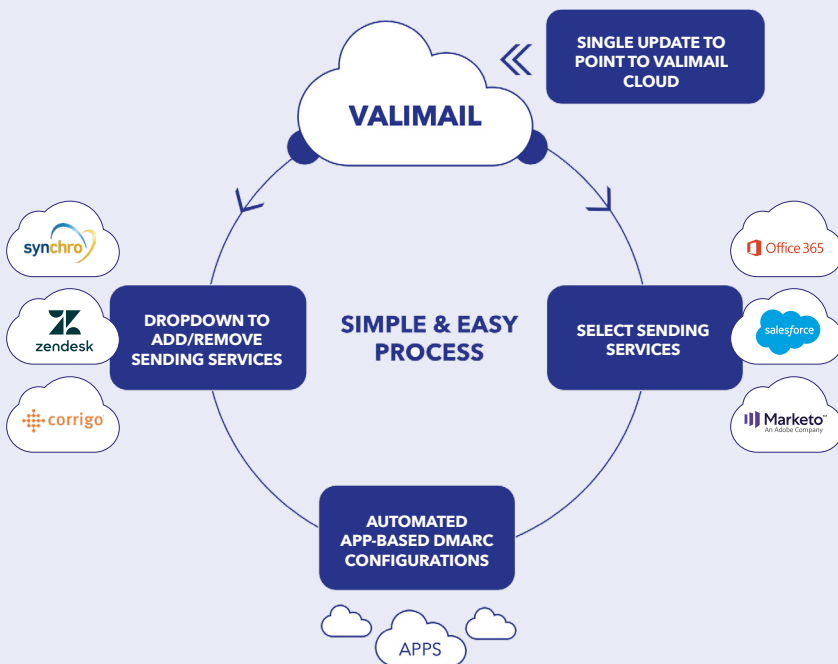 SINGLE UPDATE TO
POINT TO VALIMAIL
CLOUD
VALIMAIL
synchro
zendesk
corrigo
DROPDOWN TO
ADD/REMOVE
SENDING SERVICES
SIMPLE & EASY
PROCESS
SELECT SENDING
SERVICES
Office 365
salesforce
Marketo™
An Adobe Company
AUTOMATED
APP-BASED DMARC
CONFIGURATIONS
APPS